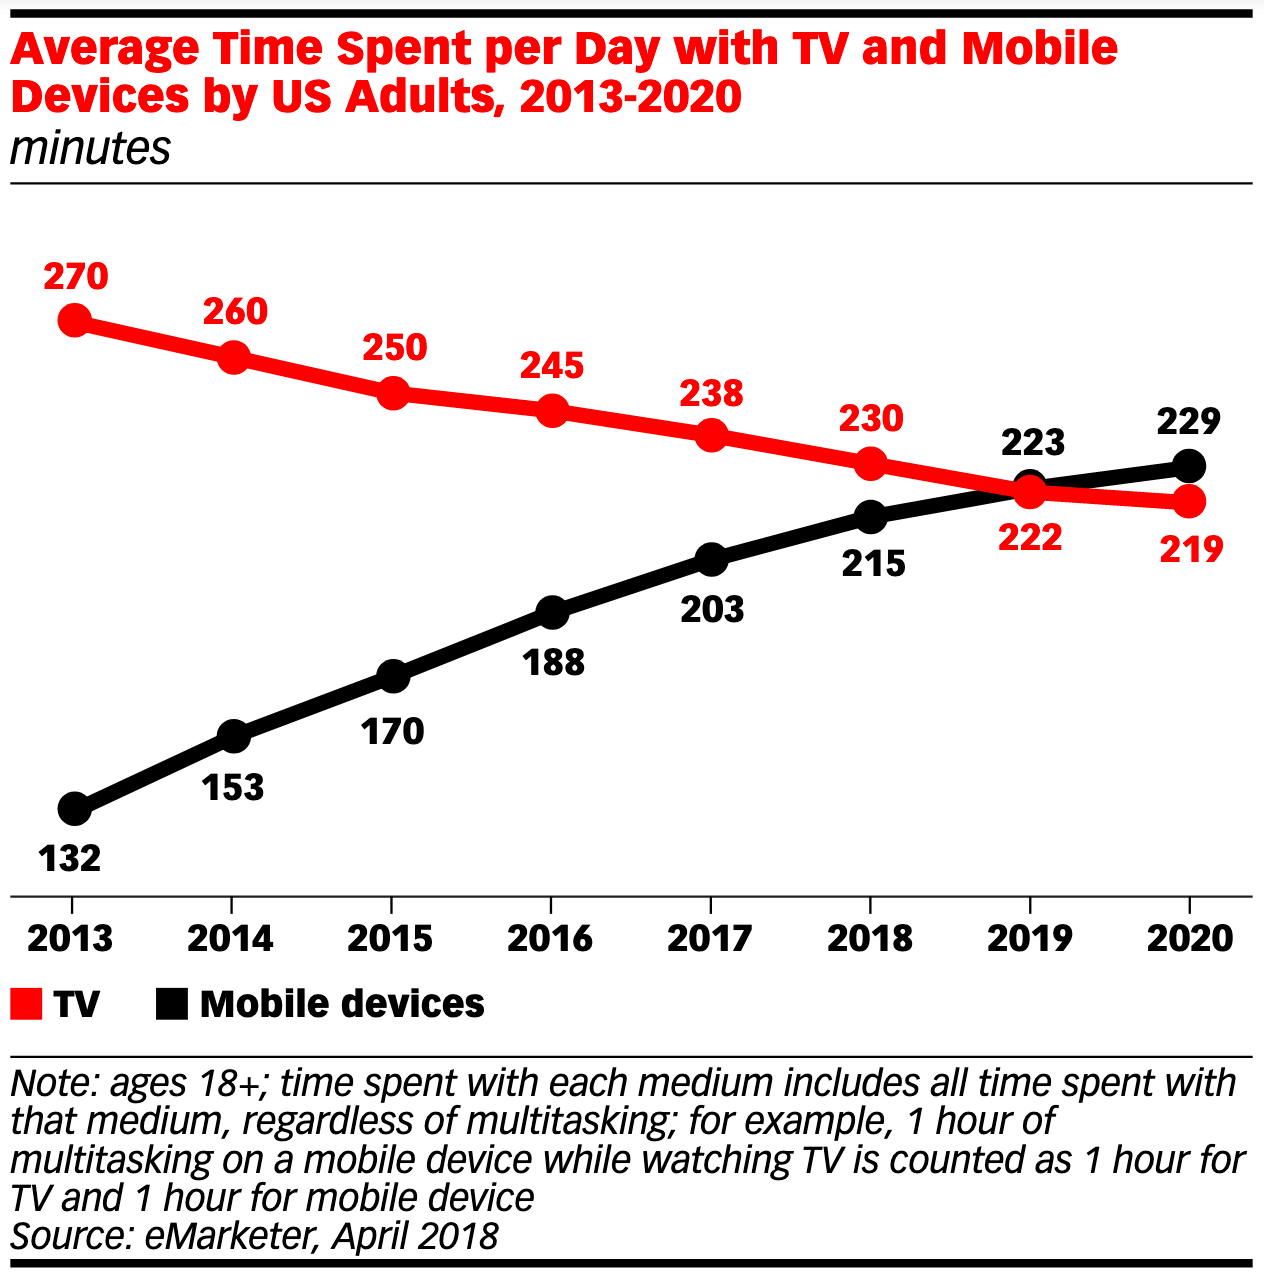 Average Time Spent per Day with TV and Mobile
Devices by US Adults, 2013-2020
minutes
270
260
250
245
238
230
223
229
222
219
215
203
188
170
153
132
2013 2014 2015 2016 2017 2018 2019 2020
TV Mobile devices
Note: ages 18+; time spent with each medium includes all time spent with
that medium, regardless of multitasking; for example, 1 hour of
multitasking on a mobile device while watching TV is counted as 1 hour for
TV and 1 hour for mobile device
Source: eMarketer, April 2018